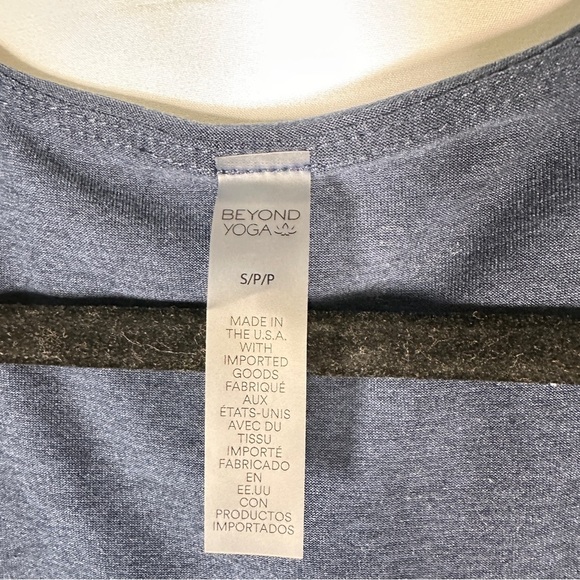 BEYOND
YOGA
S/P/P
MADE IN
THE U.S.A.
WITH
IMPORTED
GOODS
FABRIQUÉ
AUX
ÉTATS-UNIS
AVEC DU
TISSU
IMPORTÉ
FABRICADO
EN
EE.UU
CON
PRODUCTOS
IMPORTADOS